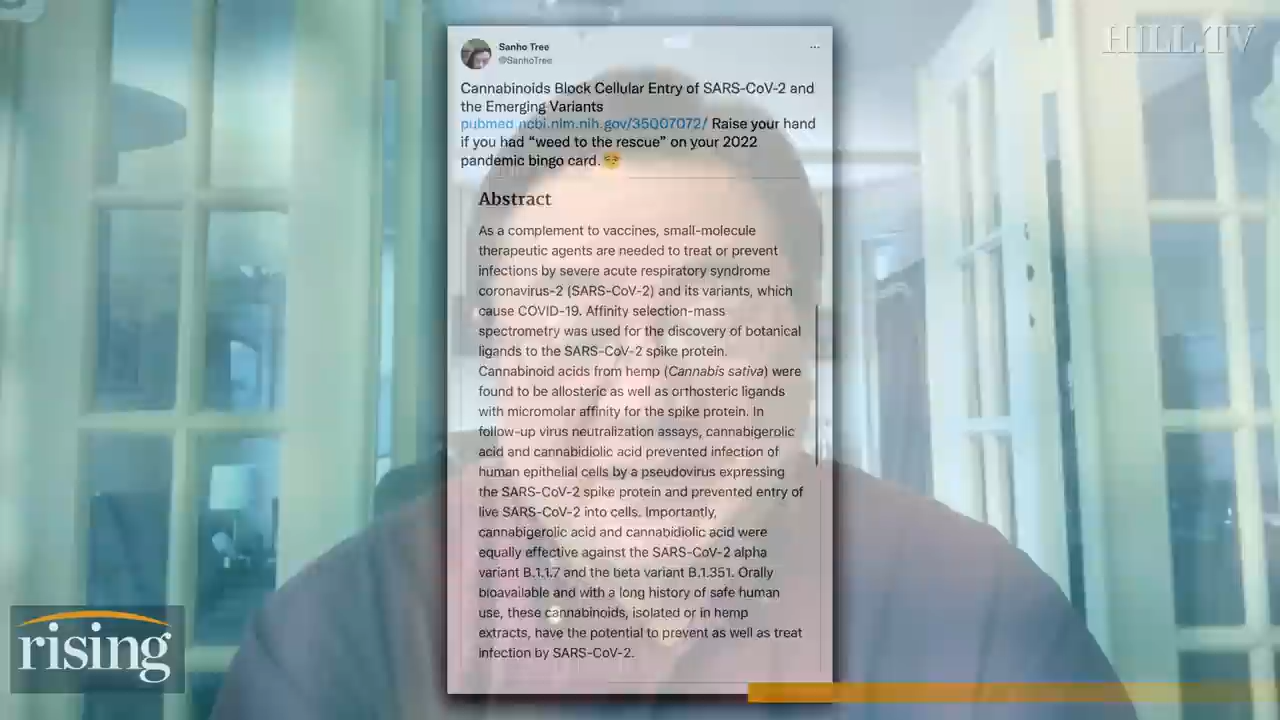 HILL.TV
Sanho Tree
@SanhoTree
Cannabinoids Block Cellular Entry of SARS-CoV-2 and
the Emerging Variants
pubmed.ncbi.nlm.nih.gov/35007072/ Raise your hand
if you had “weed to the rescue” on your 2022
pandemic bingo card.
Abstract
As a complement to vaccines, small-molecule
therapeutic agents are needed to treat or prevent
infections by severe acute respiratory syndrome
coronavirus-2 (SARS-CoV-2) and its variants, which
cause COVID-19. Affinity selection-mass
spectrometry was used for the discovery of botanical
ligands to the SARS-CoV-2 spike protein.
Cannabinoid acids from hemp (Cannabis sativa) were
found to be allosteric as well as orthosteric ligands
with micromolar affinity for the spike protein. In
follow-up virus neutralization assays, cannabigerolic
acid and cannabidiolic acid prevented infection of
human epithelial cells by a pseudovirus expressing
the SARS-CoV-2 spike protein and prevented entry of
live SARS-CoV-2 into cells. Importantly,
cannabigerolic acid and cannabidiolic acid were
equally effective against the SARS-CoV-2 alpha
variant B.1.1.7 and the beta variant B.1.351. Orally
bioavailable and with a long history of safe human
use, these cannabinoids, isolated or in hemp
extracts, have the potential to prevent as well as treat
infection by SARS-CoV-2.
rising